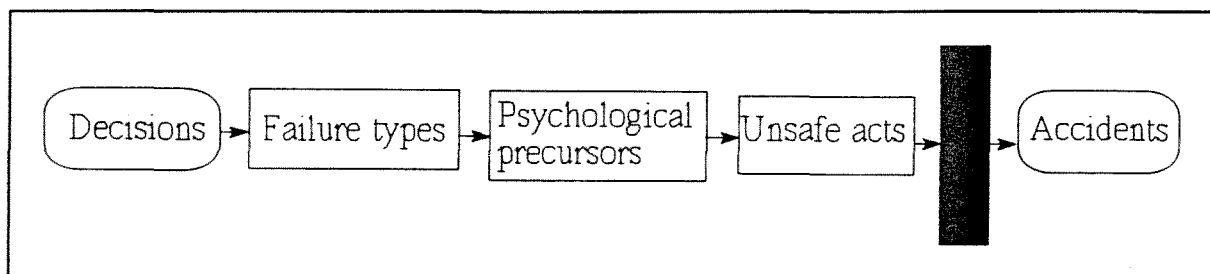 Decisions
Failure types
Psychological
precursors
Unsafe acts
Accidents